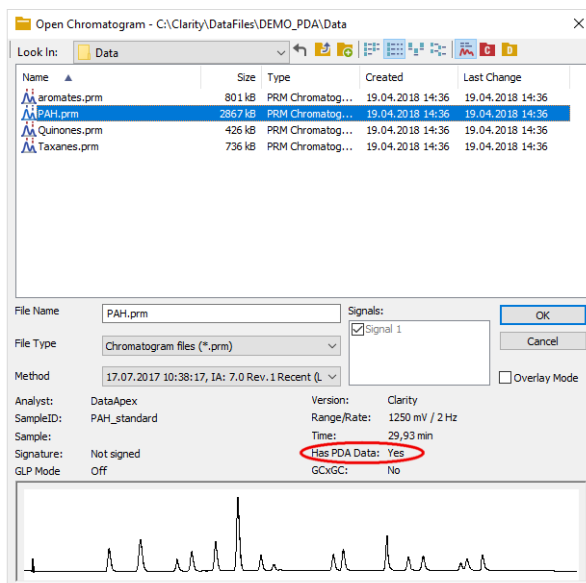 Open Chromatogram - C:\Clarity\DataFiles\DEMO_PDA\Data
Look In: Data
Name Size Type Created Last Change
aromates.prm 801 kB PRM Chromatog... 19.04.2018 14:36 19.04.2018 14:36
PAH.prm 2867 kB PRM Chromatog... 19.04.2018 14:36 19.04.2018 14:36
Quinones.prm 426 kB PRM Chromatog... 19.04.2018 14:36 19.04.2018 14:36
Taxanes.prm 736 kB PRM Chromatog... 19.04.2018 14:36 19.04.2018 14:36
File Name PAH.prm Signals: OK
Signal 1
File Type Chromatogram files (*.prm) Cancel
Method 17.07.2017 10:38:17, IA: 7.0 Rev.1 Recent (L Overlay Mode
Analyst: DataApex Version: Clarity
SampleID: PAH_standard Range/Rate: 1250 mV / 2 Hz
Sample: Time: 29,93 min
Signature: Not signed Has PDA Data: Yes
GLP Mode Off GCxGC: No